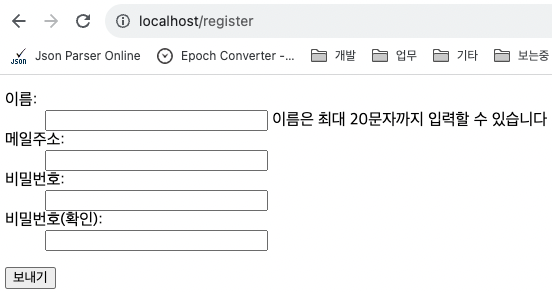 localhost/register
Json Parser Online Epoch Converter -... 개발 업무 기타 보는중
이름:
이름은 최대 20문자까지 입력할 수 있습니다
메일주소:
비밀번호:
비밀번호(확인):
보내기